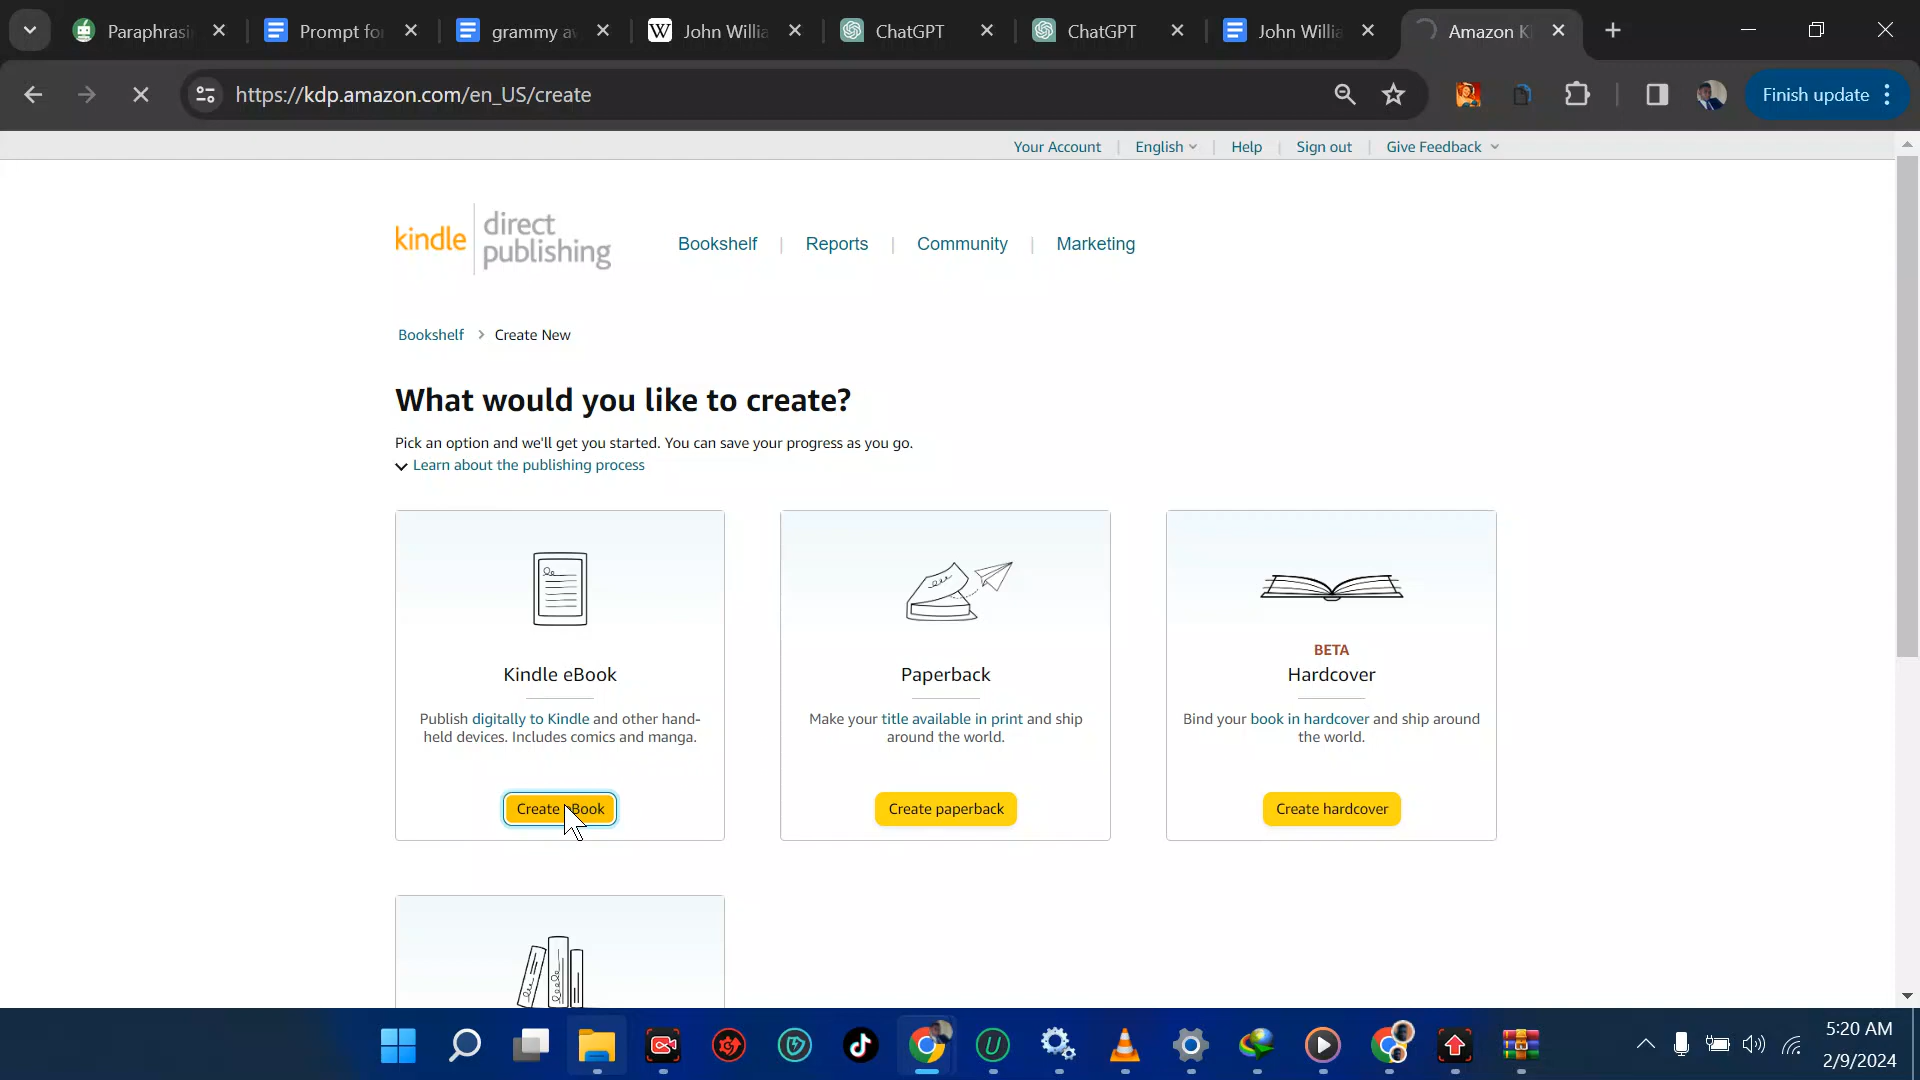 Paraphrasi
Prompt fo
grammy a
John Willia
ChatGPT
ChatGPT
John Willia
Amazon K
https://kdp.amazon.com/en_US/create
Finish update
Your Account
English
Help
Sign out
Give Feedback
kindle direct publishing
Bookshelf
Reports
Community
Marketing
Bookshelf > Create New
What would you like to create?
Pick an option and we'll get you started. You can save your progress as you go.
Learn about the publishing process
Kindle eBook
Publish digitally to Kindle and other hand-
held devices. Includes comics and manga.
Create eBook
Paperback
Make your title available in print and ship
around the world.
Create paperback
BETA
Hardcover
Bind your book in hardcover and ship around
the world.
Create hardcover
5:20 AM
2/9/2024